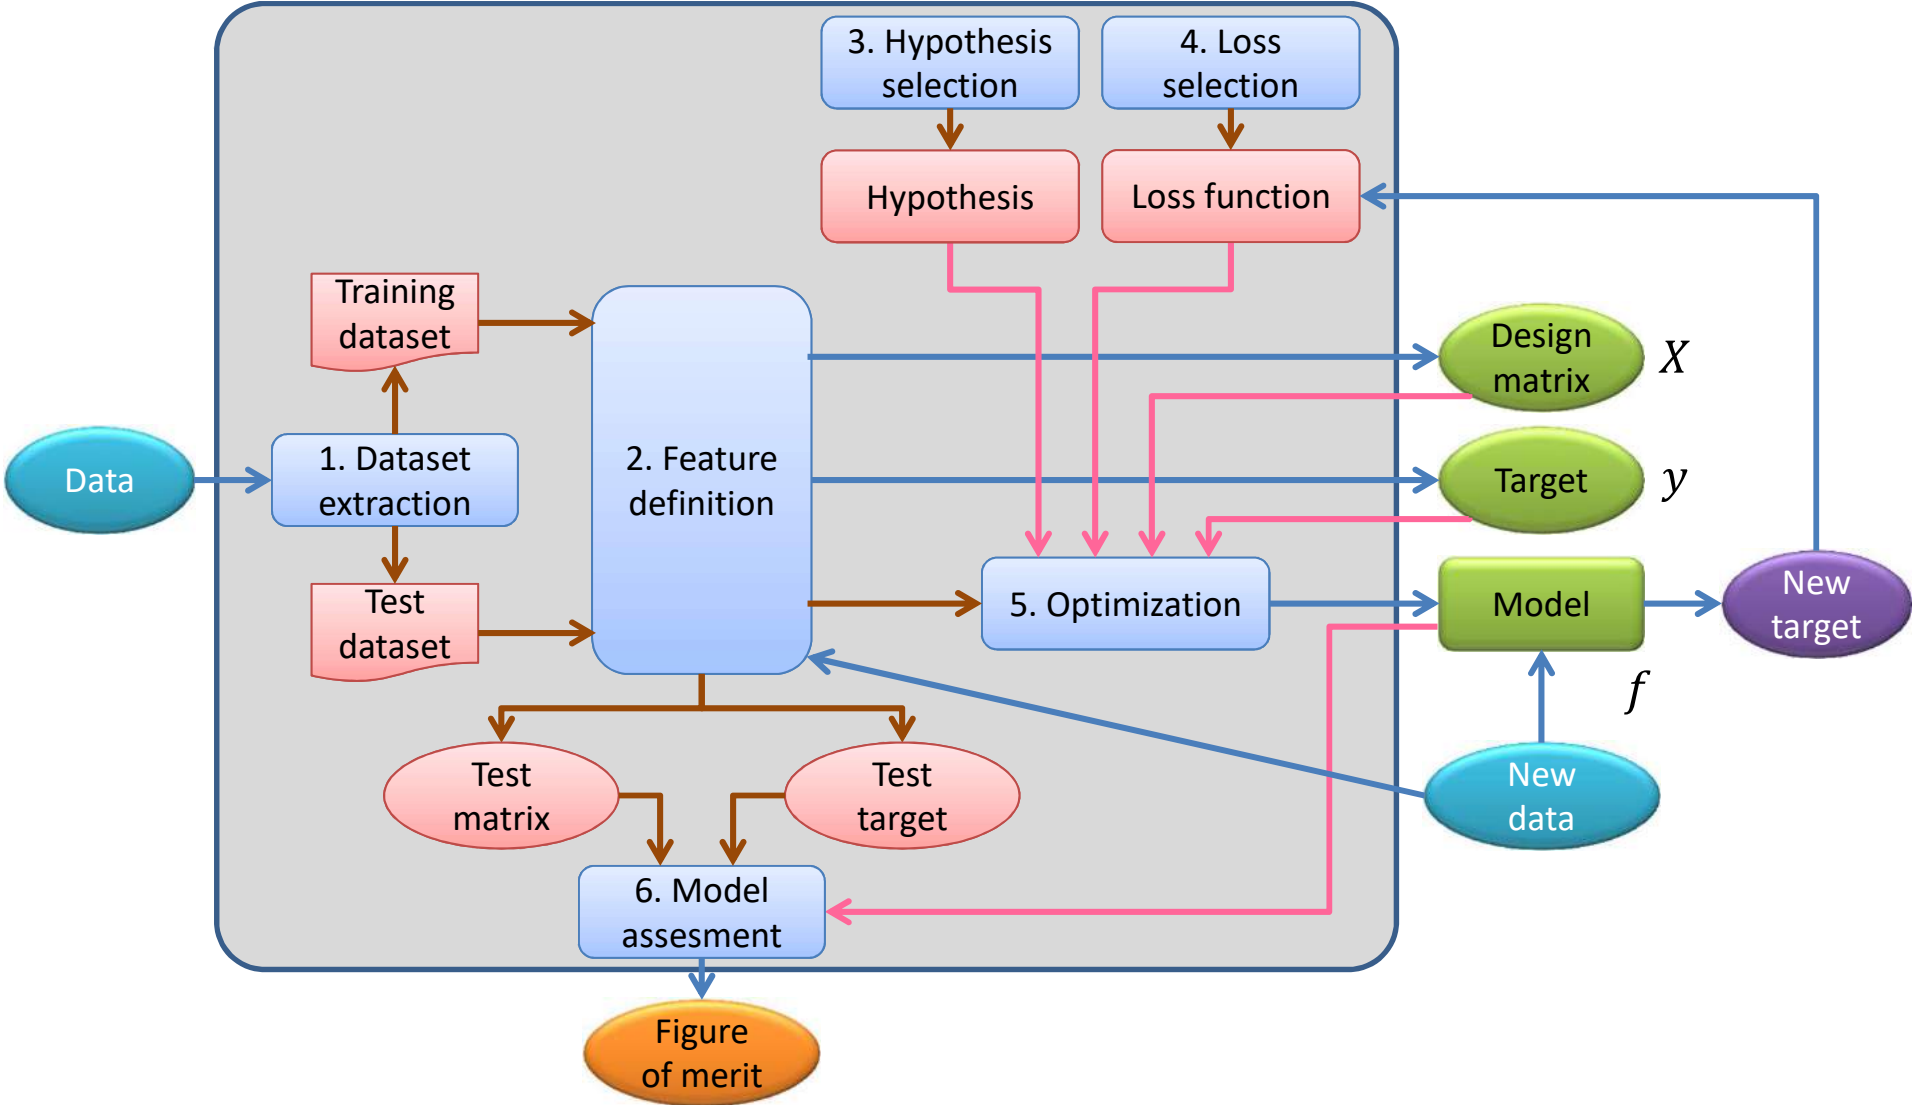 3. Hypothesis
selection
4. Loss
selection
Hypothesis
Loss function
Training
dataset
Design
matrix
X
Data
1. Dataset
extraction
2. Feature
definition
Target
y
Test
dataset
5. Optimization
Model
f
New
target
Test
matrix
Test
target
New
data
6. Model
assesment
Figure
of merit